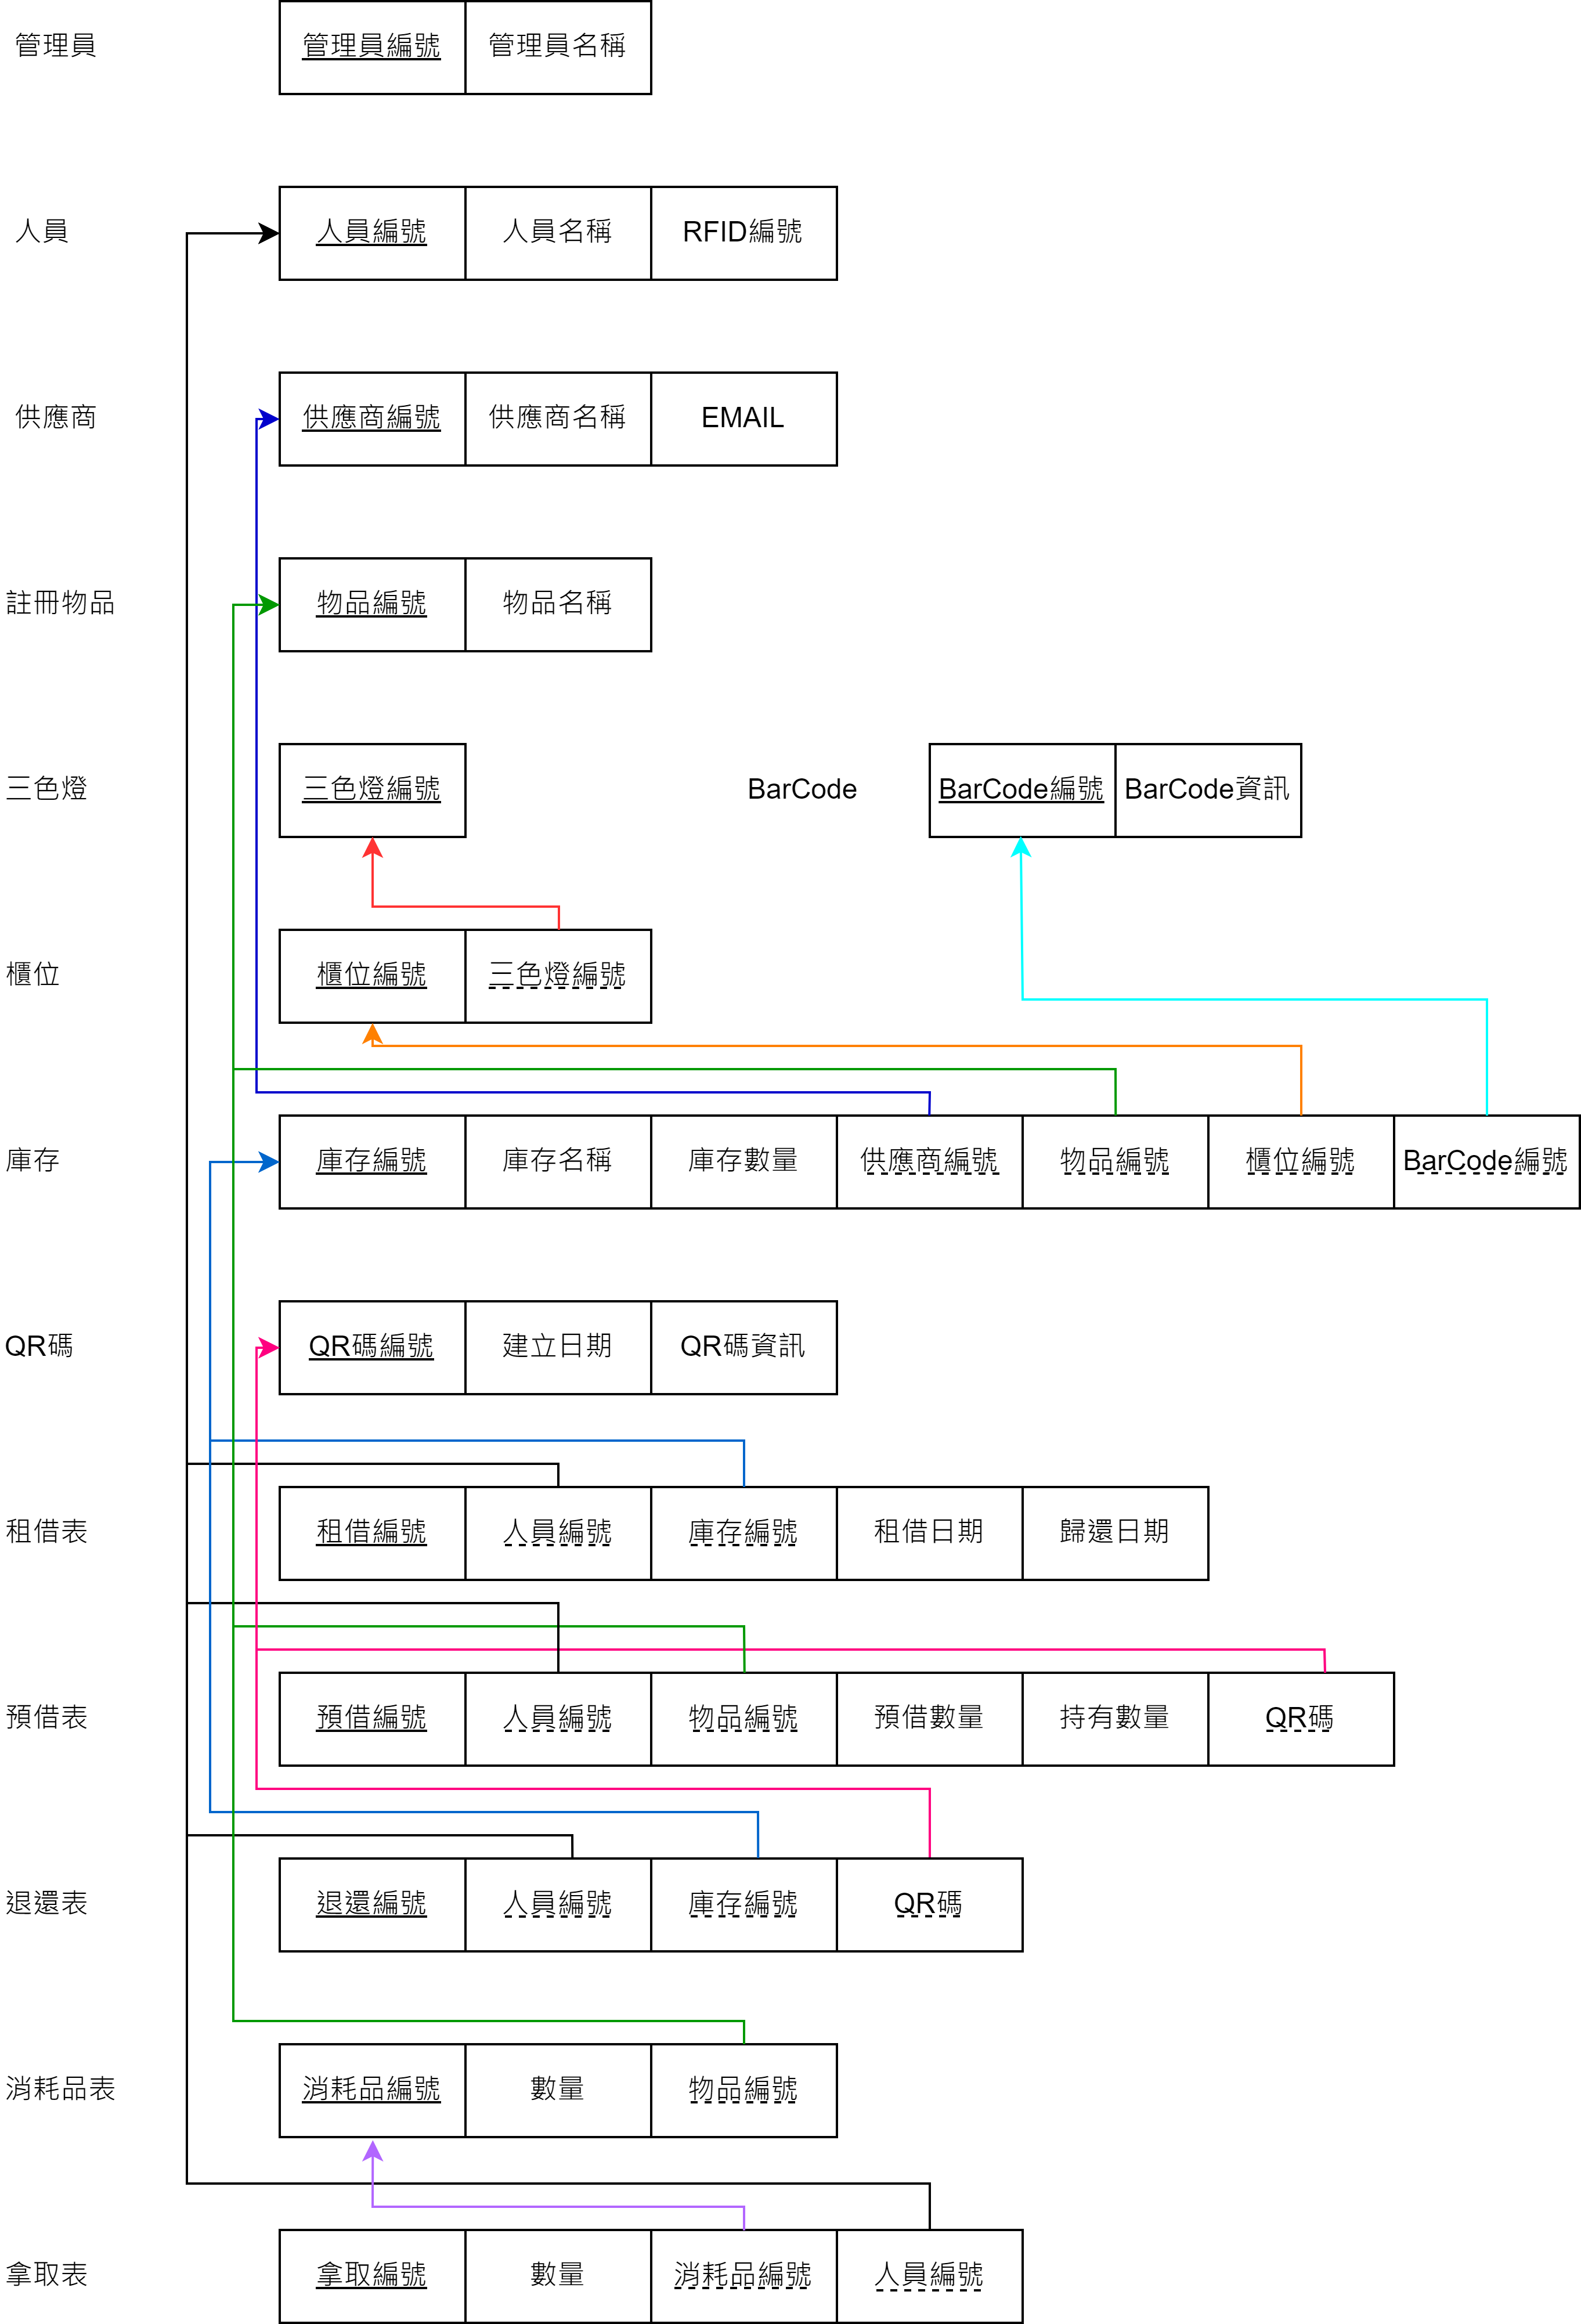 管理員
管理員編號 管理員名稱
人員
人員編號 人員名稱 RFID編號
供應商
供應商編號 供應商名稱 EMAIL
註冊物品
物品編號 物品名稱
三色燈
三色燈編號
BarCode
BarCode編號 BarCode資訊
櫃位
櫃位編號 三色燈編號
庫存
庫存編號 庫存名稱 庫存數量 供應商編號 物品編號 櫃位編號 BarCode編號
QR碼
QR碼編號 建立日期 QR碼資訊
租借表
租借編號 人員編號 庫存編號 租借日期 歸還日期
預借表
預借編號 人員編號 物品編號 預借數量 持有數量 QR碼
退還表
退還編號 人員編號 庫存編號 QR碼
消耗品表
消耗品編號 數量 物品編號
拿取表
拿取編號 數量 消耗品編號 人員編號